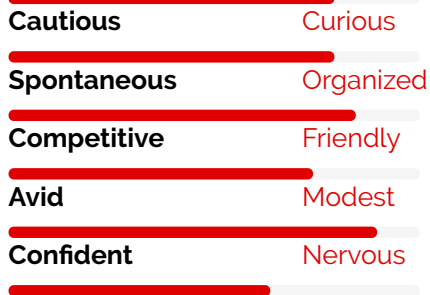 Cautious Curious
Spontaneous Organized
Competitive Friendly
Avid Modest
Confident Nervous